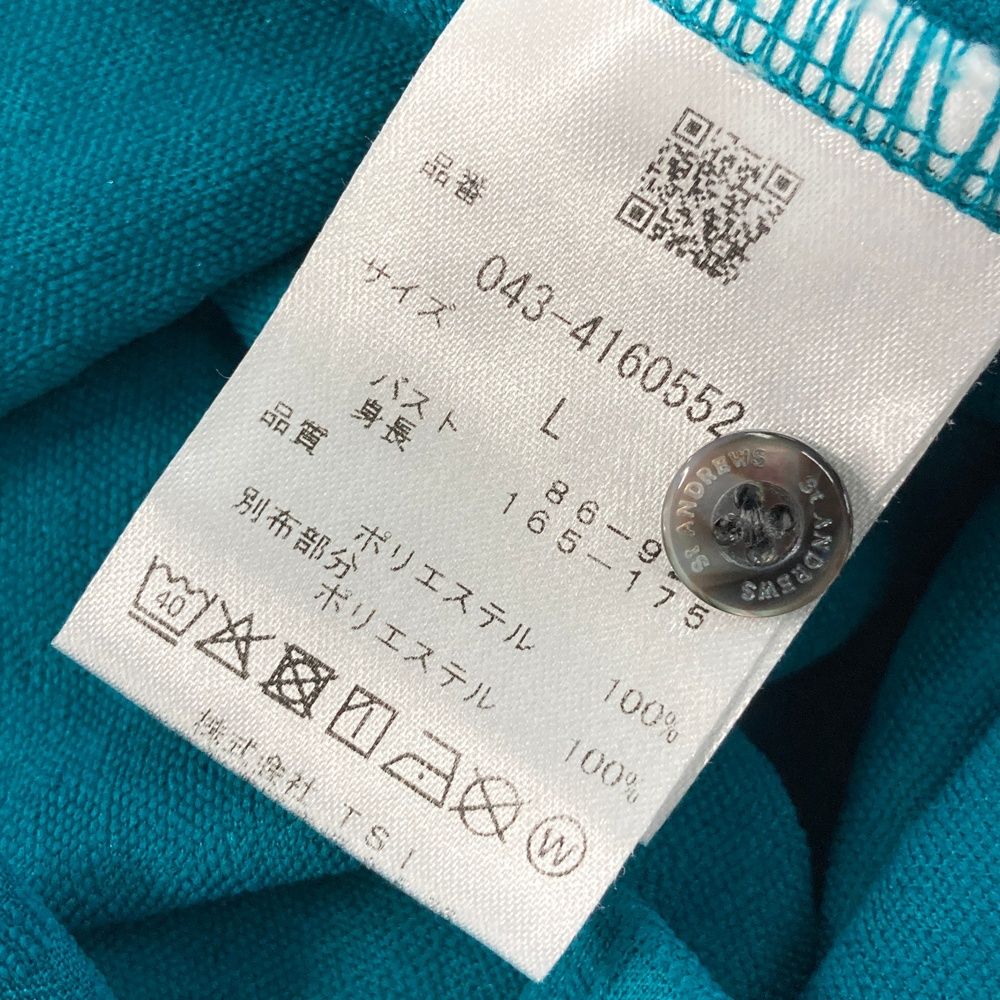 品番
043-4160552
サイズ
L
バスト 86-9
身長 165-175
品質
ポリエステル 100%
別布部分
ポリエステル 100%
40
W
株式会社 TSI
St ANDREWS
St ANDREWS